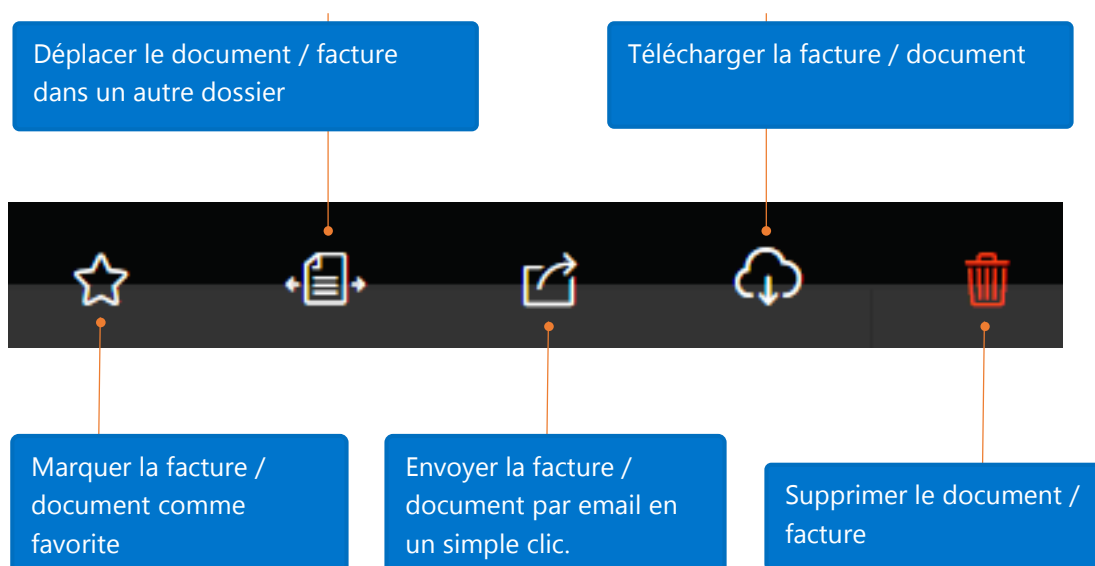 Déplacer le document / facture
dans un autre dossier
Télécharger la facture / document
Marquer la facture /
document comme
favorite
Envoyer la facture /
document par email en
un simple clic.
Supprimer le document /
facture